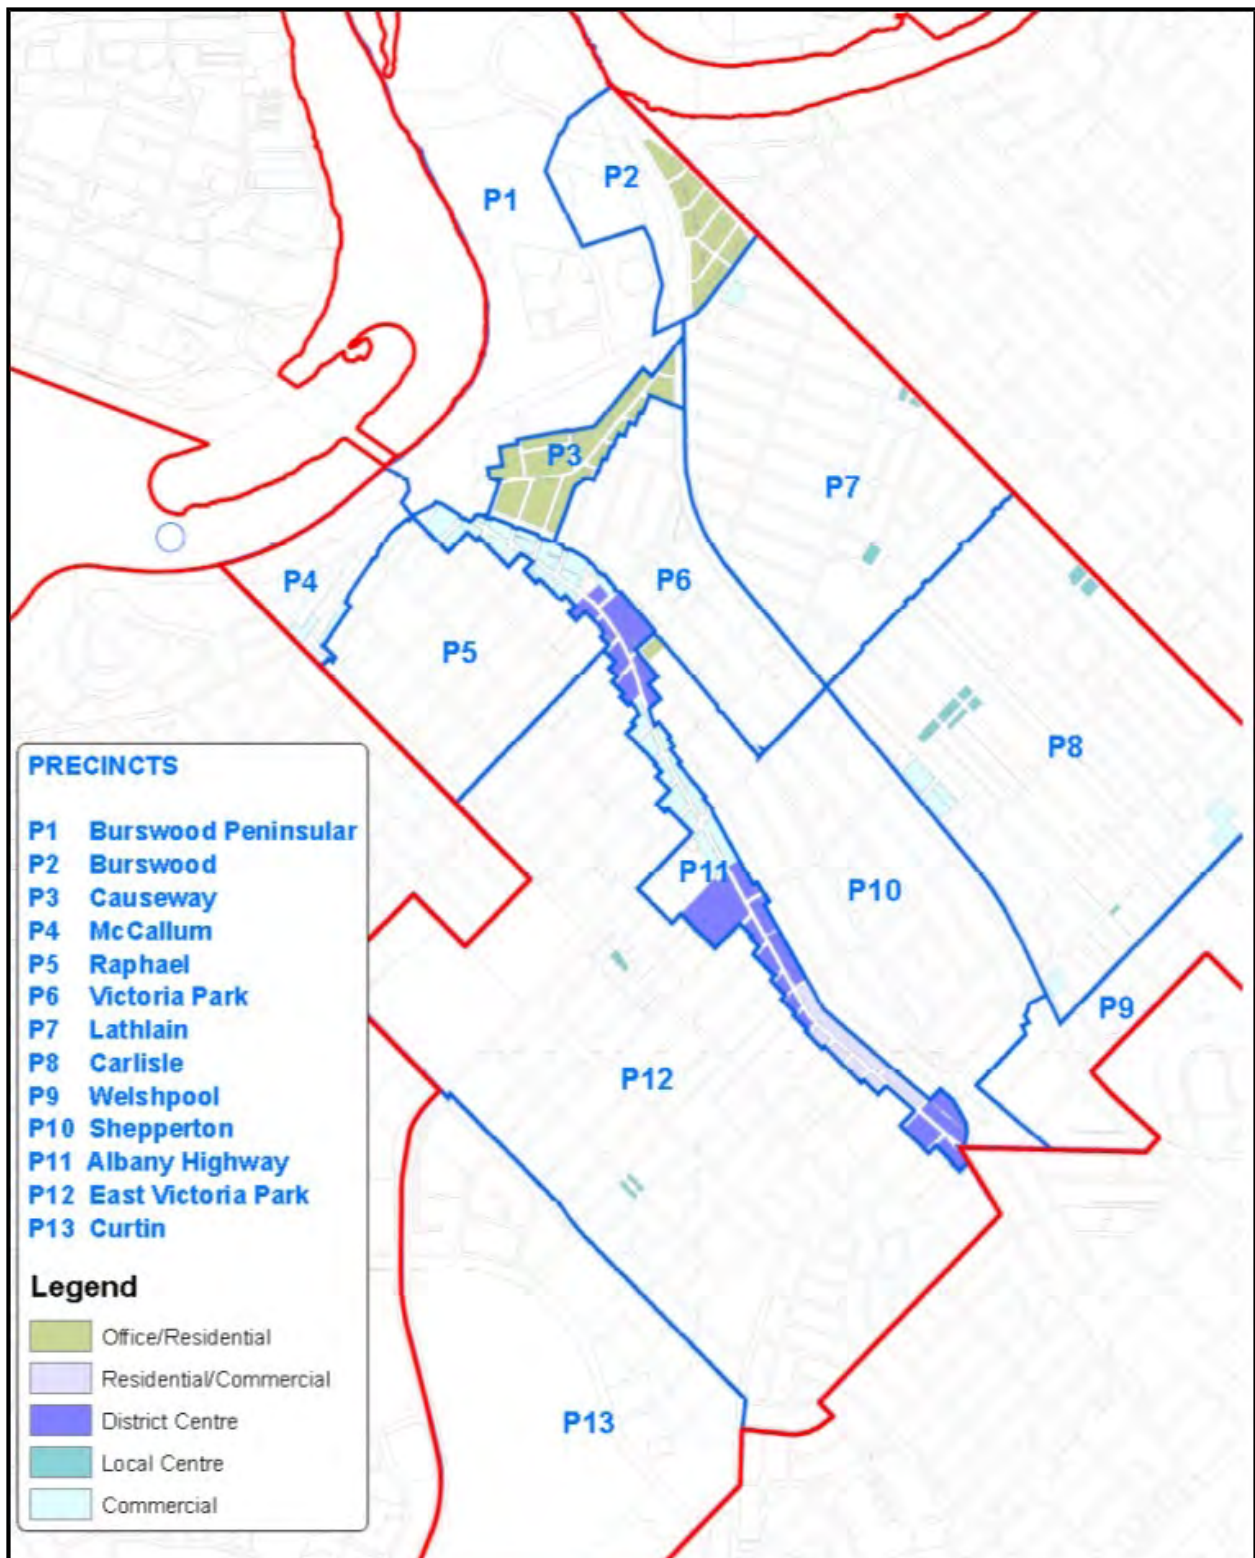 P2
P1
P3
P7
P6
P4
P5
P8
P11
P10
P9
P12
P13
PRECINCTS
P1 Burswood Peninsular
P2 Burswood
P3 Causeway
P4 McCallum
P5 Raphael
P6 Victoria Park
P7 Lathlain
P8 Carlisle
P9 Welshpool
P10 Shepperton
P11 Albany Highway
P12 East Victoria Park
P13 Curtin
Legend
Office/Residential
Residential/Commercial
District Centre
Local Centre
Commercial